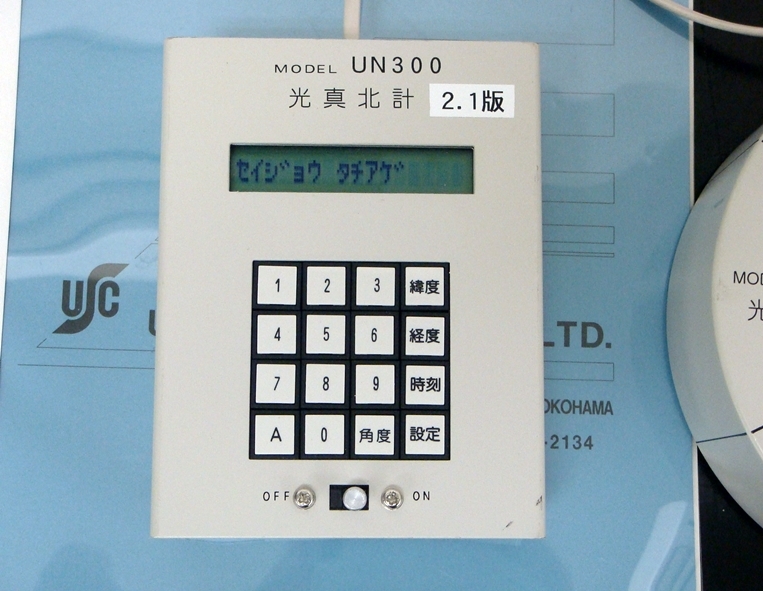 MODEL UN300
光真北計 2.1版
セイジョウ タチアゲ
1 2 3 緯度
4 5 6 経度
7 8 9 時刻
A 0 角度 設定
OFF ON
USC
LTD.
OKOHAMA
-2134
MO
光